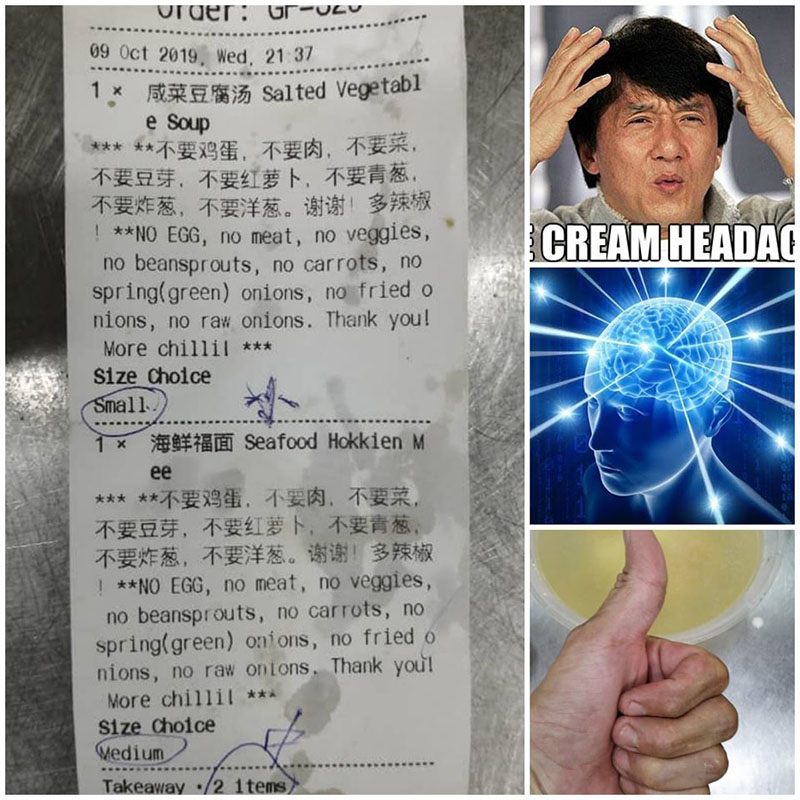 Order:
09 Oct 2019, Wed, 21:37
1 × 咸菜豆腐汤 Salted Vegetabl
e Soup
*** **不要鸡蛋, 不要肉, 不要菜,
不要豆芽, 不要红萝卜, 不要青葱,
不要炸葱, 不要洋葱。谢谢! 多辣椒
! **NO EGG, no meat, no veggies,
no beansprouts, no carrots, no
spring(green) onions, no fried o
nions, no raw onions. Thank you!
More chilli! ***
Size Choice
Small 小
1 × 海鲜福面 Seafood Hokkien M
ee
*** **不要鸡蛋, 不要肉, 不要菜,
不要豆芽, 不要红萝卜, 不要青葱,
不要炸葱, 不要洋葱。谢谢! 多辣椒
! **NO EGG, no meat, no veggies,
no beansprouts, no carrots, no
spring(green) onions, no fried o
nions, no raw onions. Thank you!
More chilli! ***
Size Choice
Medium 中
Takeaway · 2 items
CREAM HEADAC